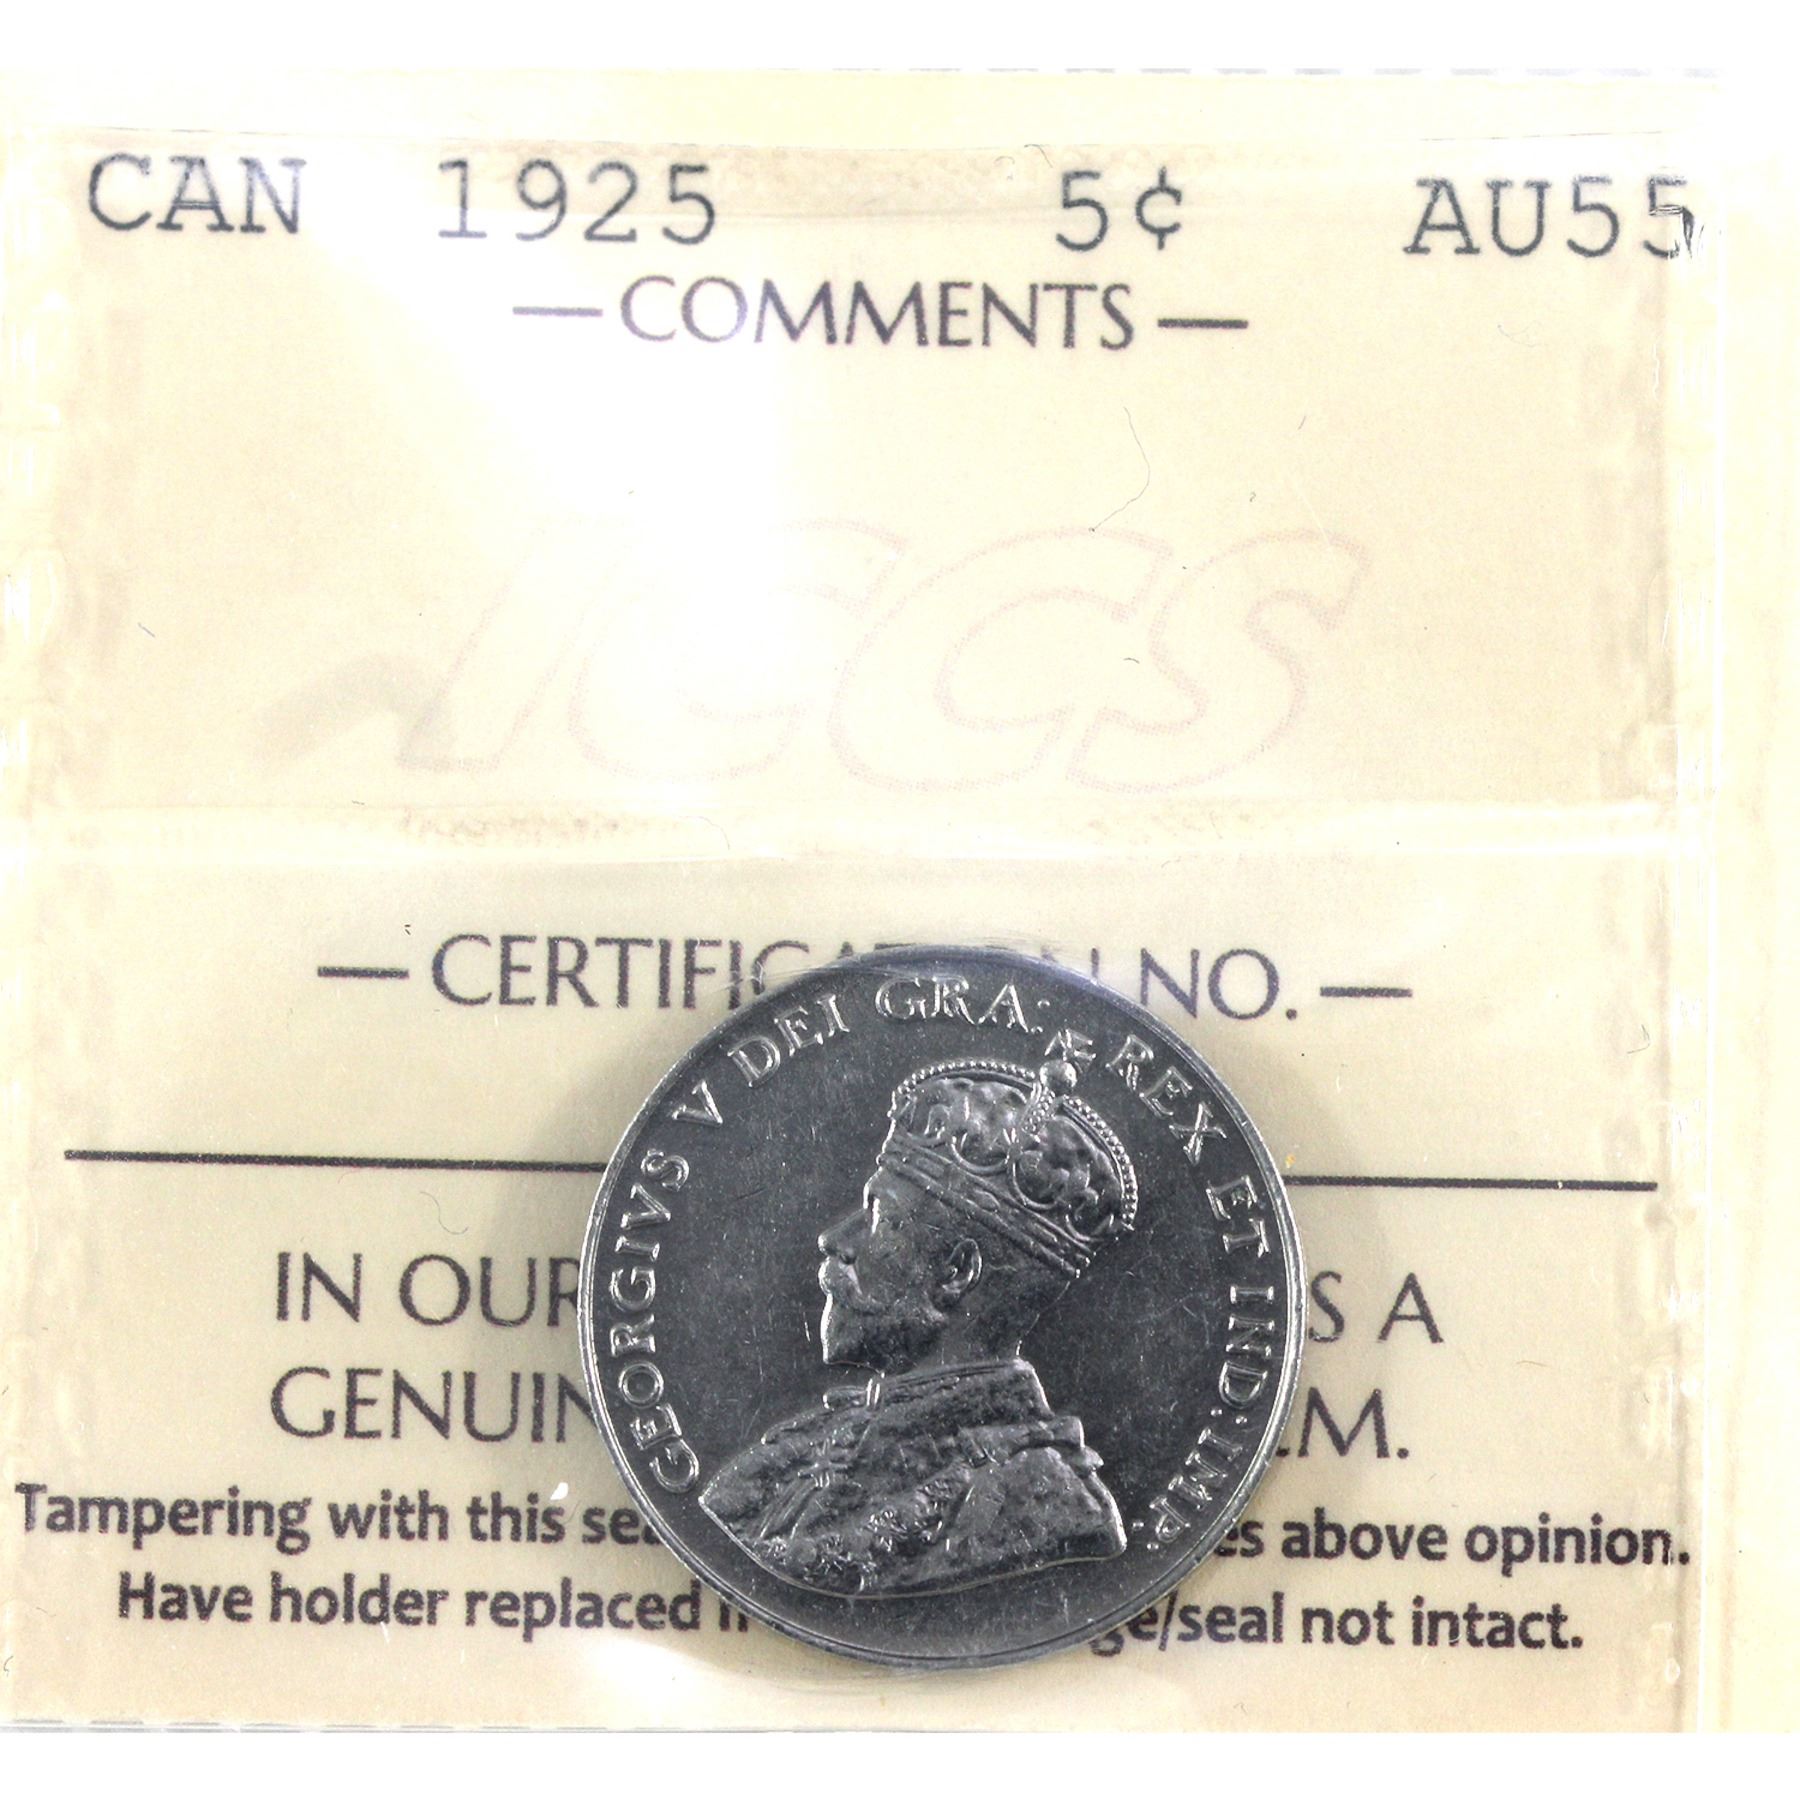 CAN 1925 5¢ AU55
—COMMENTS—
ICCS
— CERTIFIC N NO. —
GEORGIVS V DEI GRA: REX ET IND: IMP:
IN OUR S A
GENUIN .M.
Tampering with this es above opinion.
Have holder replaced ge/seal not intact.